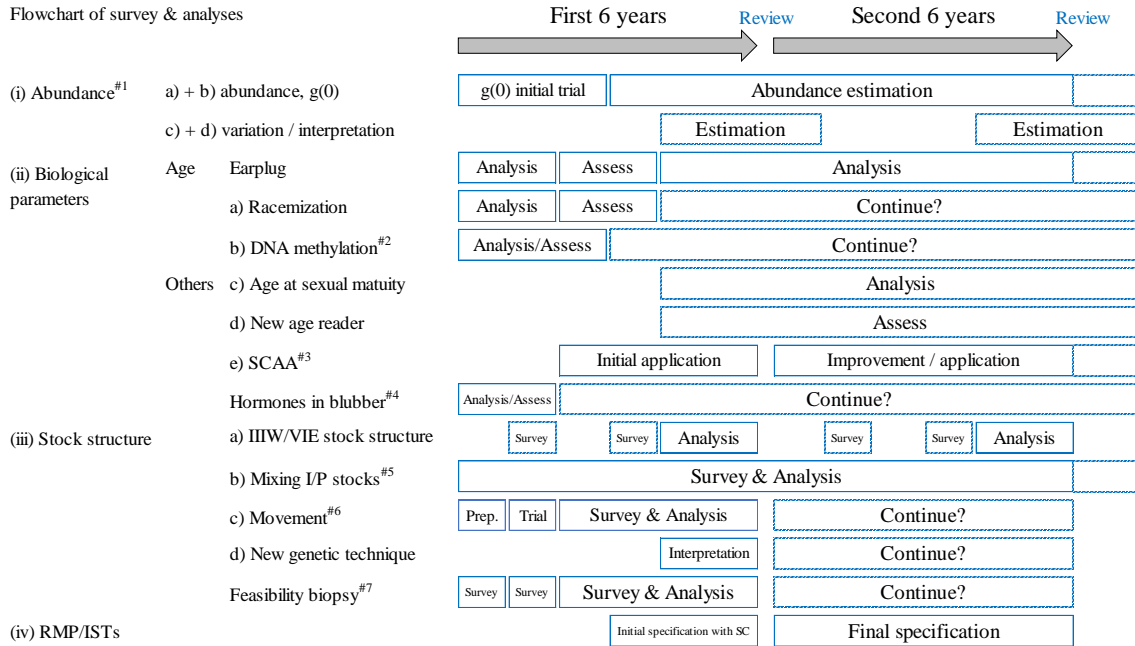 Flowchart of survey & analyses First 6 years Review Second 6 years Review
(i) Abundance#1 a) + b) abundance, g(0) g(0) initial trial Abundance estimation
c) + d) variation / interpretation Estimation Estimation
(ii) Biological parameters Age Earplug Analysis Assess Analysis
a) Racemization Analysis Assess Continue?
b) DNA methylation#2 Analysis/Assess Continue?
Others c) Age at sexual maturity Analysis
d) New age reader Assess
e) SCAA#3 Initial application Improvement / application
Hormones in blubber#4 Analysis/Assess Continue?
(iii) Stock structure a) IIIW/VIE stock structure Survey Survey Analysis Survey Survey Analysis
b) Mixing I/P stocks#5 Survey & Analysis
c) Movement#6 Prep. Trial Survey & Analysis Continue?
d) New genetic technique Interpretation Continue?
Feasibility biopsy#7 Survey Survey Survey & Analysis Continue?
(iv) RMP/ISTs Initial specification with SC Final specification